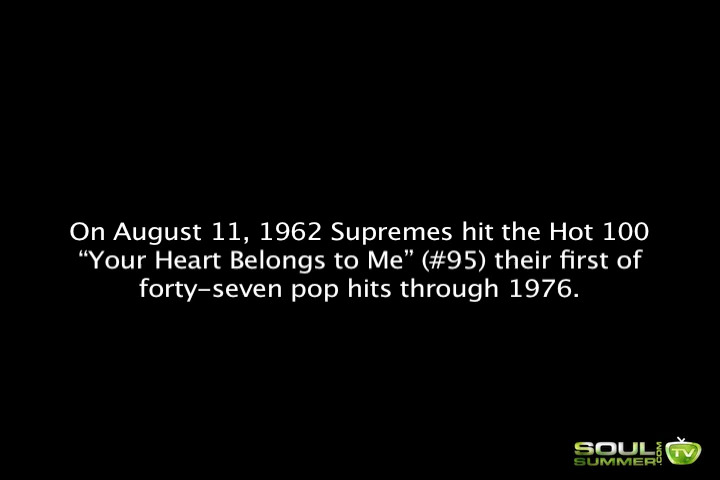 On August 11, 1962 Supremes hit the Hot 100
“Your Heart Belongs to Me” (#95) their first of
forty-seven pop hits through 1976.
SOUL
SUMMER.COM
TV